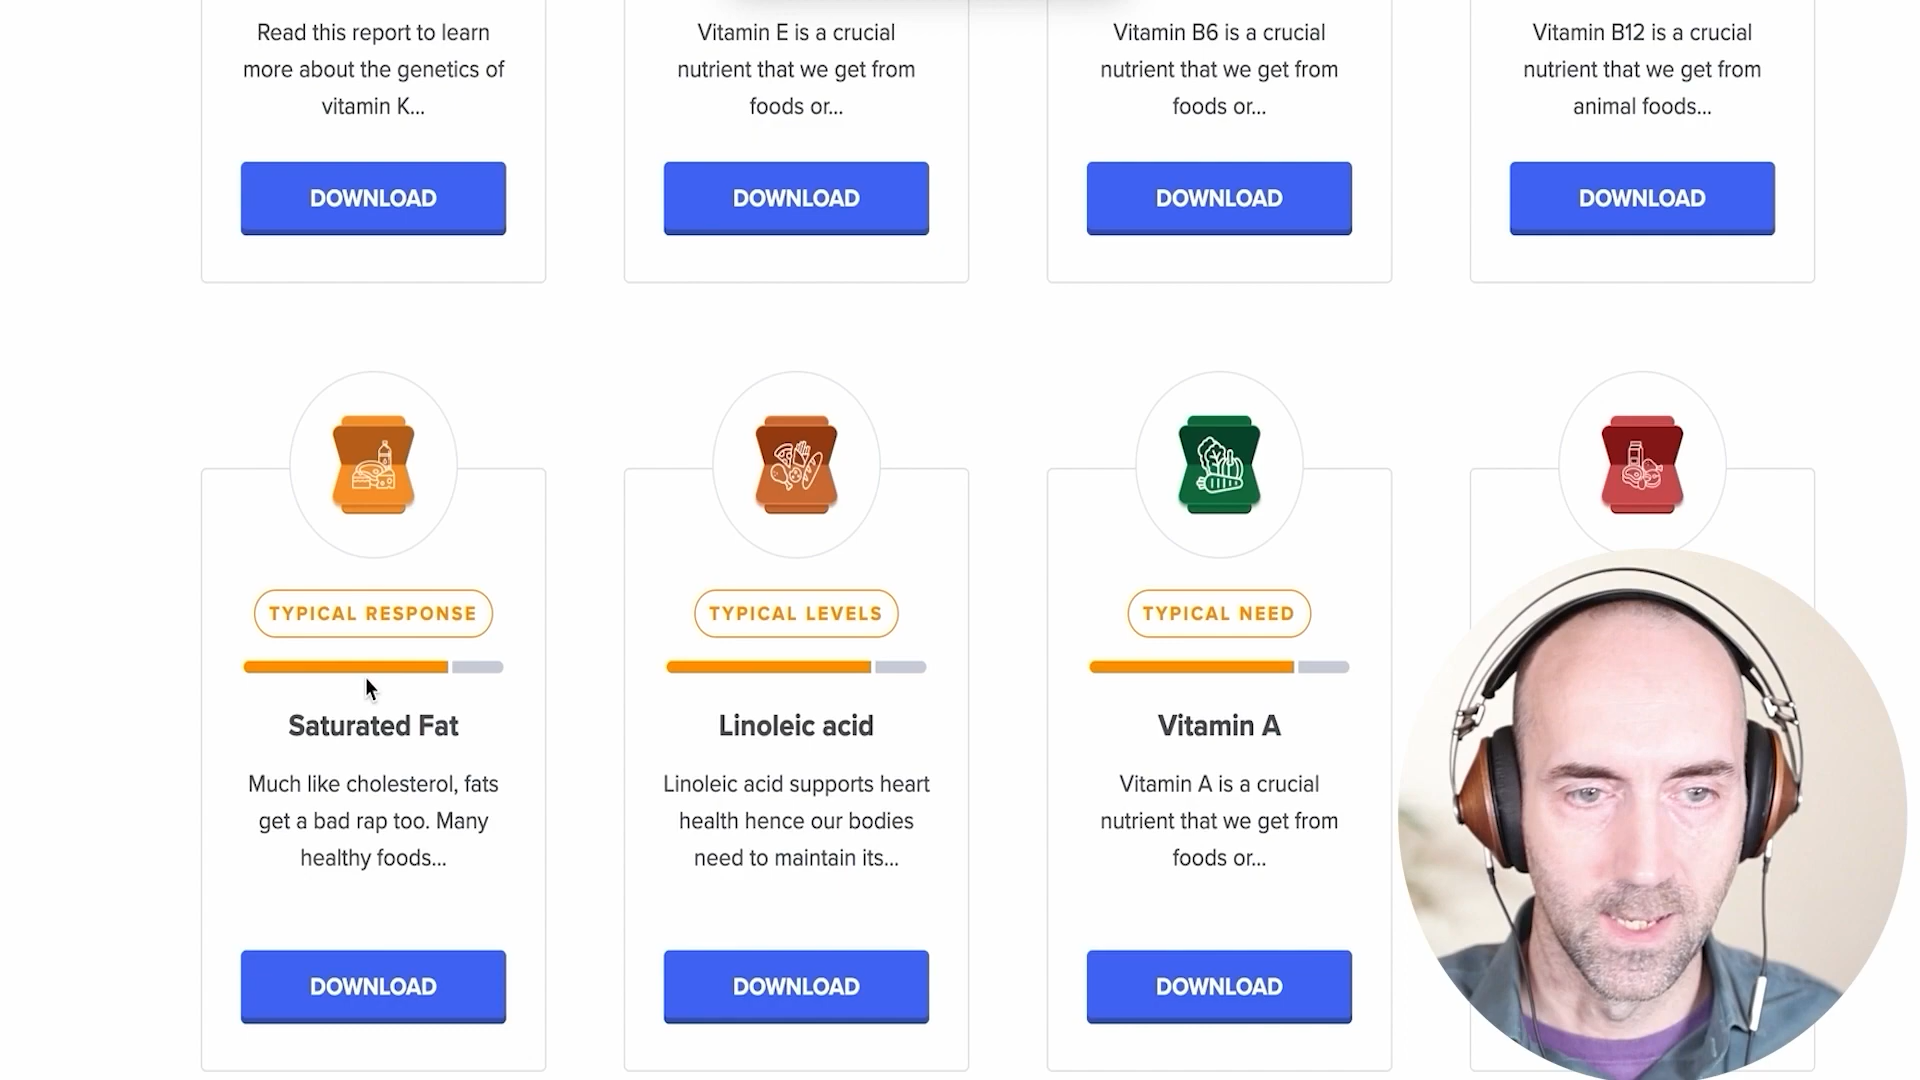 Read this report to learn
more about the genetics of
vitamin K...
Vitamin E is a crucial
nutrient that we get from
foods or...
Vitamin B6 is a crucial
nutrient that we get from
foods or...
Vitamin B12 is a crucial
nutrient that we get from
animal foods...
DOWNLOAD
DOWNLOAD
DOWNLOAD
DOWNLOAD
TYPICAL RESPONSE
Saturated Fat
Much like cholesterol, fats
get a bad rap too. Many
healthy foods...
DOWNLOAD
TYPICAL LEVELS
Linoleic acid
Linoleic acid supports heart
health hence our bodies
need to maintain its...
DOWNLOAD
TYPICAL NEED
Vitamin A
Vitamin A is a crucial
nutrient that we get from
foods or...
DOWNLOAD